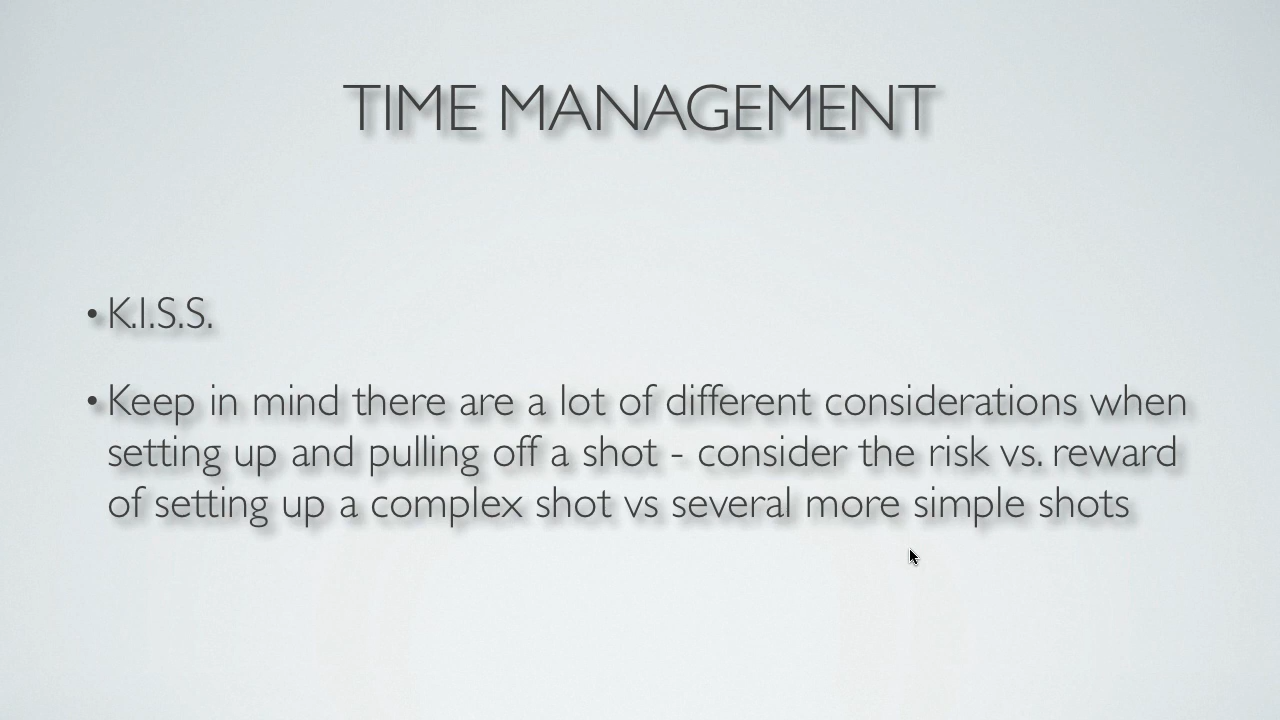 TIME MANAGEMENT
• K.I.S.S.
• Keep in mind there are a lot of different considerations when
setting up and pulling off a shot - consider the risk vs. reward
of setting up a complex shot vs several more simple shots